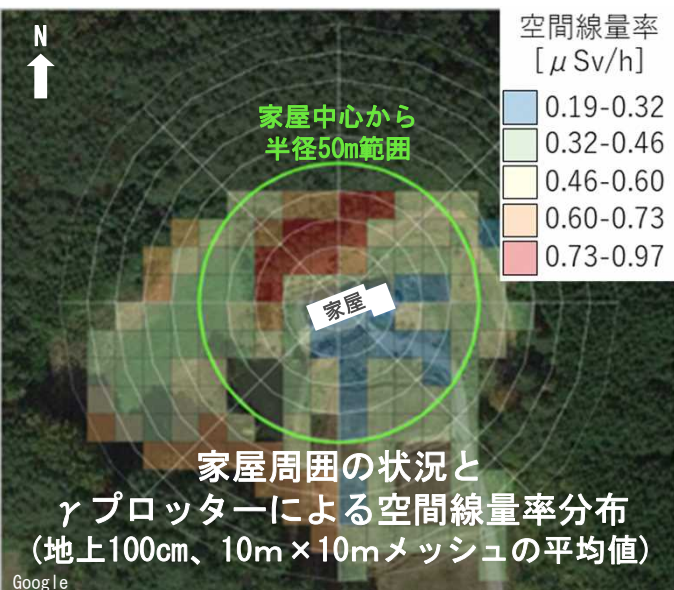 N
空間線量率
[μSv/h]
0.19-0.32
0.32-0.46
0.46-0.60
0.60-0.73
0.73-0.97
家屋中心から
半径50m範囲
家屋
家屋周囲の状況と
γプロッターによる空間線量率分布
(地上100cm、10m×10mメッシュの平均値)
Google